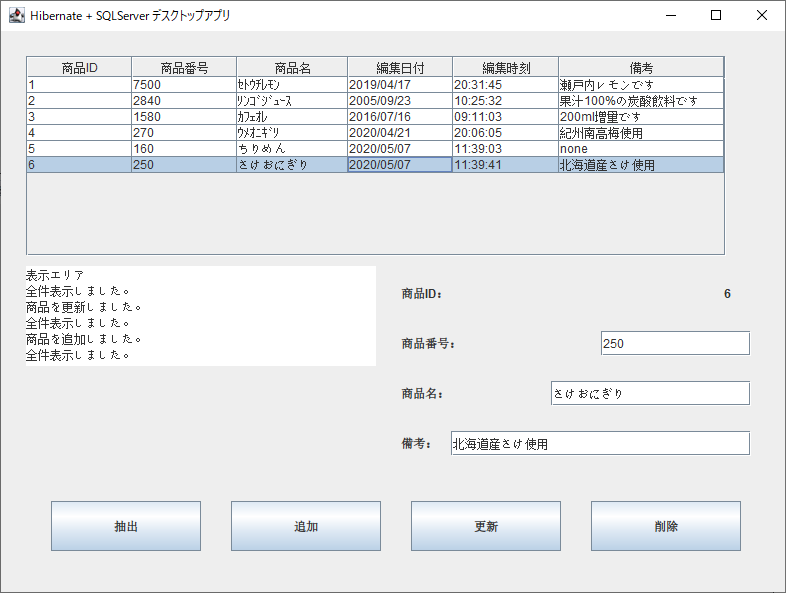 Hibernate + SQLServer デスクトップアプリ
商品ID 商品番号 商品名 編集日付 編集時刻 備考
1 7500 ｾﾄｳﾁﾚﾓﾝ 2019/04/17 20:31:45 瀬戸内レモンです
2 2840 ﾘﾝｺﾞｼﾞｭｰｽ 2005/09/23 10:25:32 果汁100%の炭酸飲料です
3 1580 ｶﾌｪｵﾚ 2016/07/16 09:11:03 200ml増量です
4 270 ｳﾒｵﾆｷﾞﾘ 2020/04/21 20:06:05 紀州南高梅使用
5 160 ちりめん 2020/05/07 11:39:03 none
6 250 さけおにぎり 2020/05/07 11:39:41 北海道産さけ使用
表示エリア
全件表示しました。
商品を更新しました。
全件表示しました。
商品を追加しました。
全件表示しました。
商品ID: 6
商品番号: 250
商品名: さけおにぎり
備考: 北海道産さけ使用
抽出 追加 更新 削除